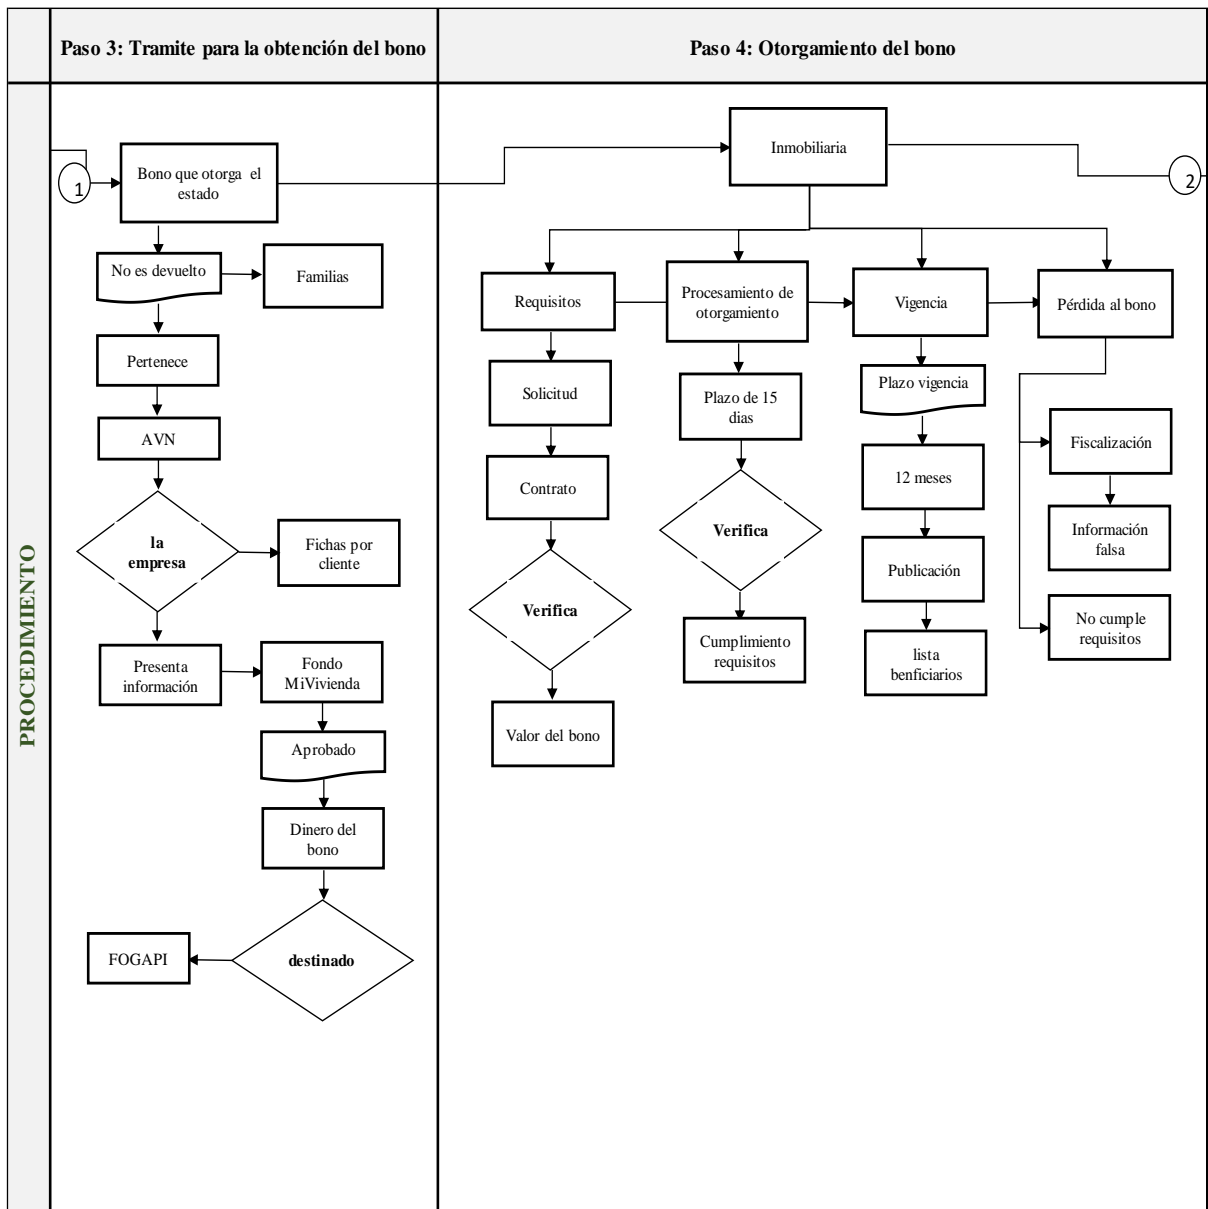 Paso 3: Tramite para la obtención del bono
Paso 4: Otorgamiento del bono
PROCEDIMIENTO
1
Bono que otorga el
estado
No es devuelto
Familias
Pertenece
AVN
la
empresa
Fichas por
cliente
Presenta
información
Fondo
MiVivienda
Aprobado
Dinero del
bono
destinado
FOGAPI
Inmobiliaria
2
Requisitos
Solicitud
Contrato
Verifica
Valor del bono
Procesamiento de
otorgamiento
Plazo de 15
dias
Verifica
Cumplimiento
requisitos
Vigencia
Plazo vigencia
12 meses
Publicación
lista
benficiarios
Pérdida al bono
Fiscalización
Información
falsa
No cumple
requisitos